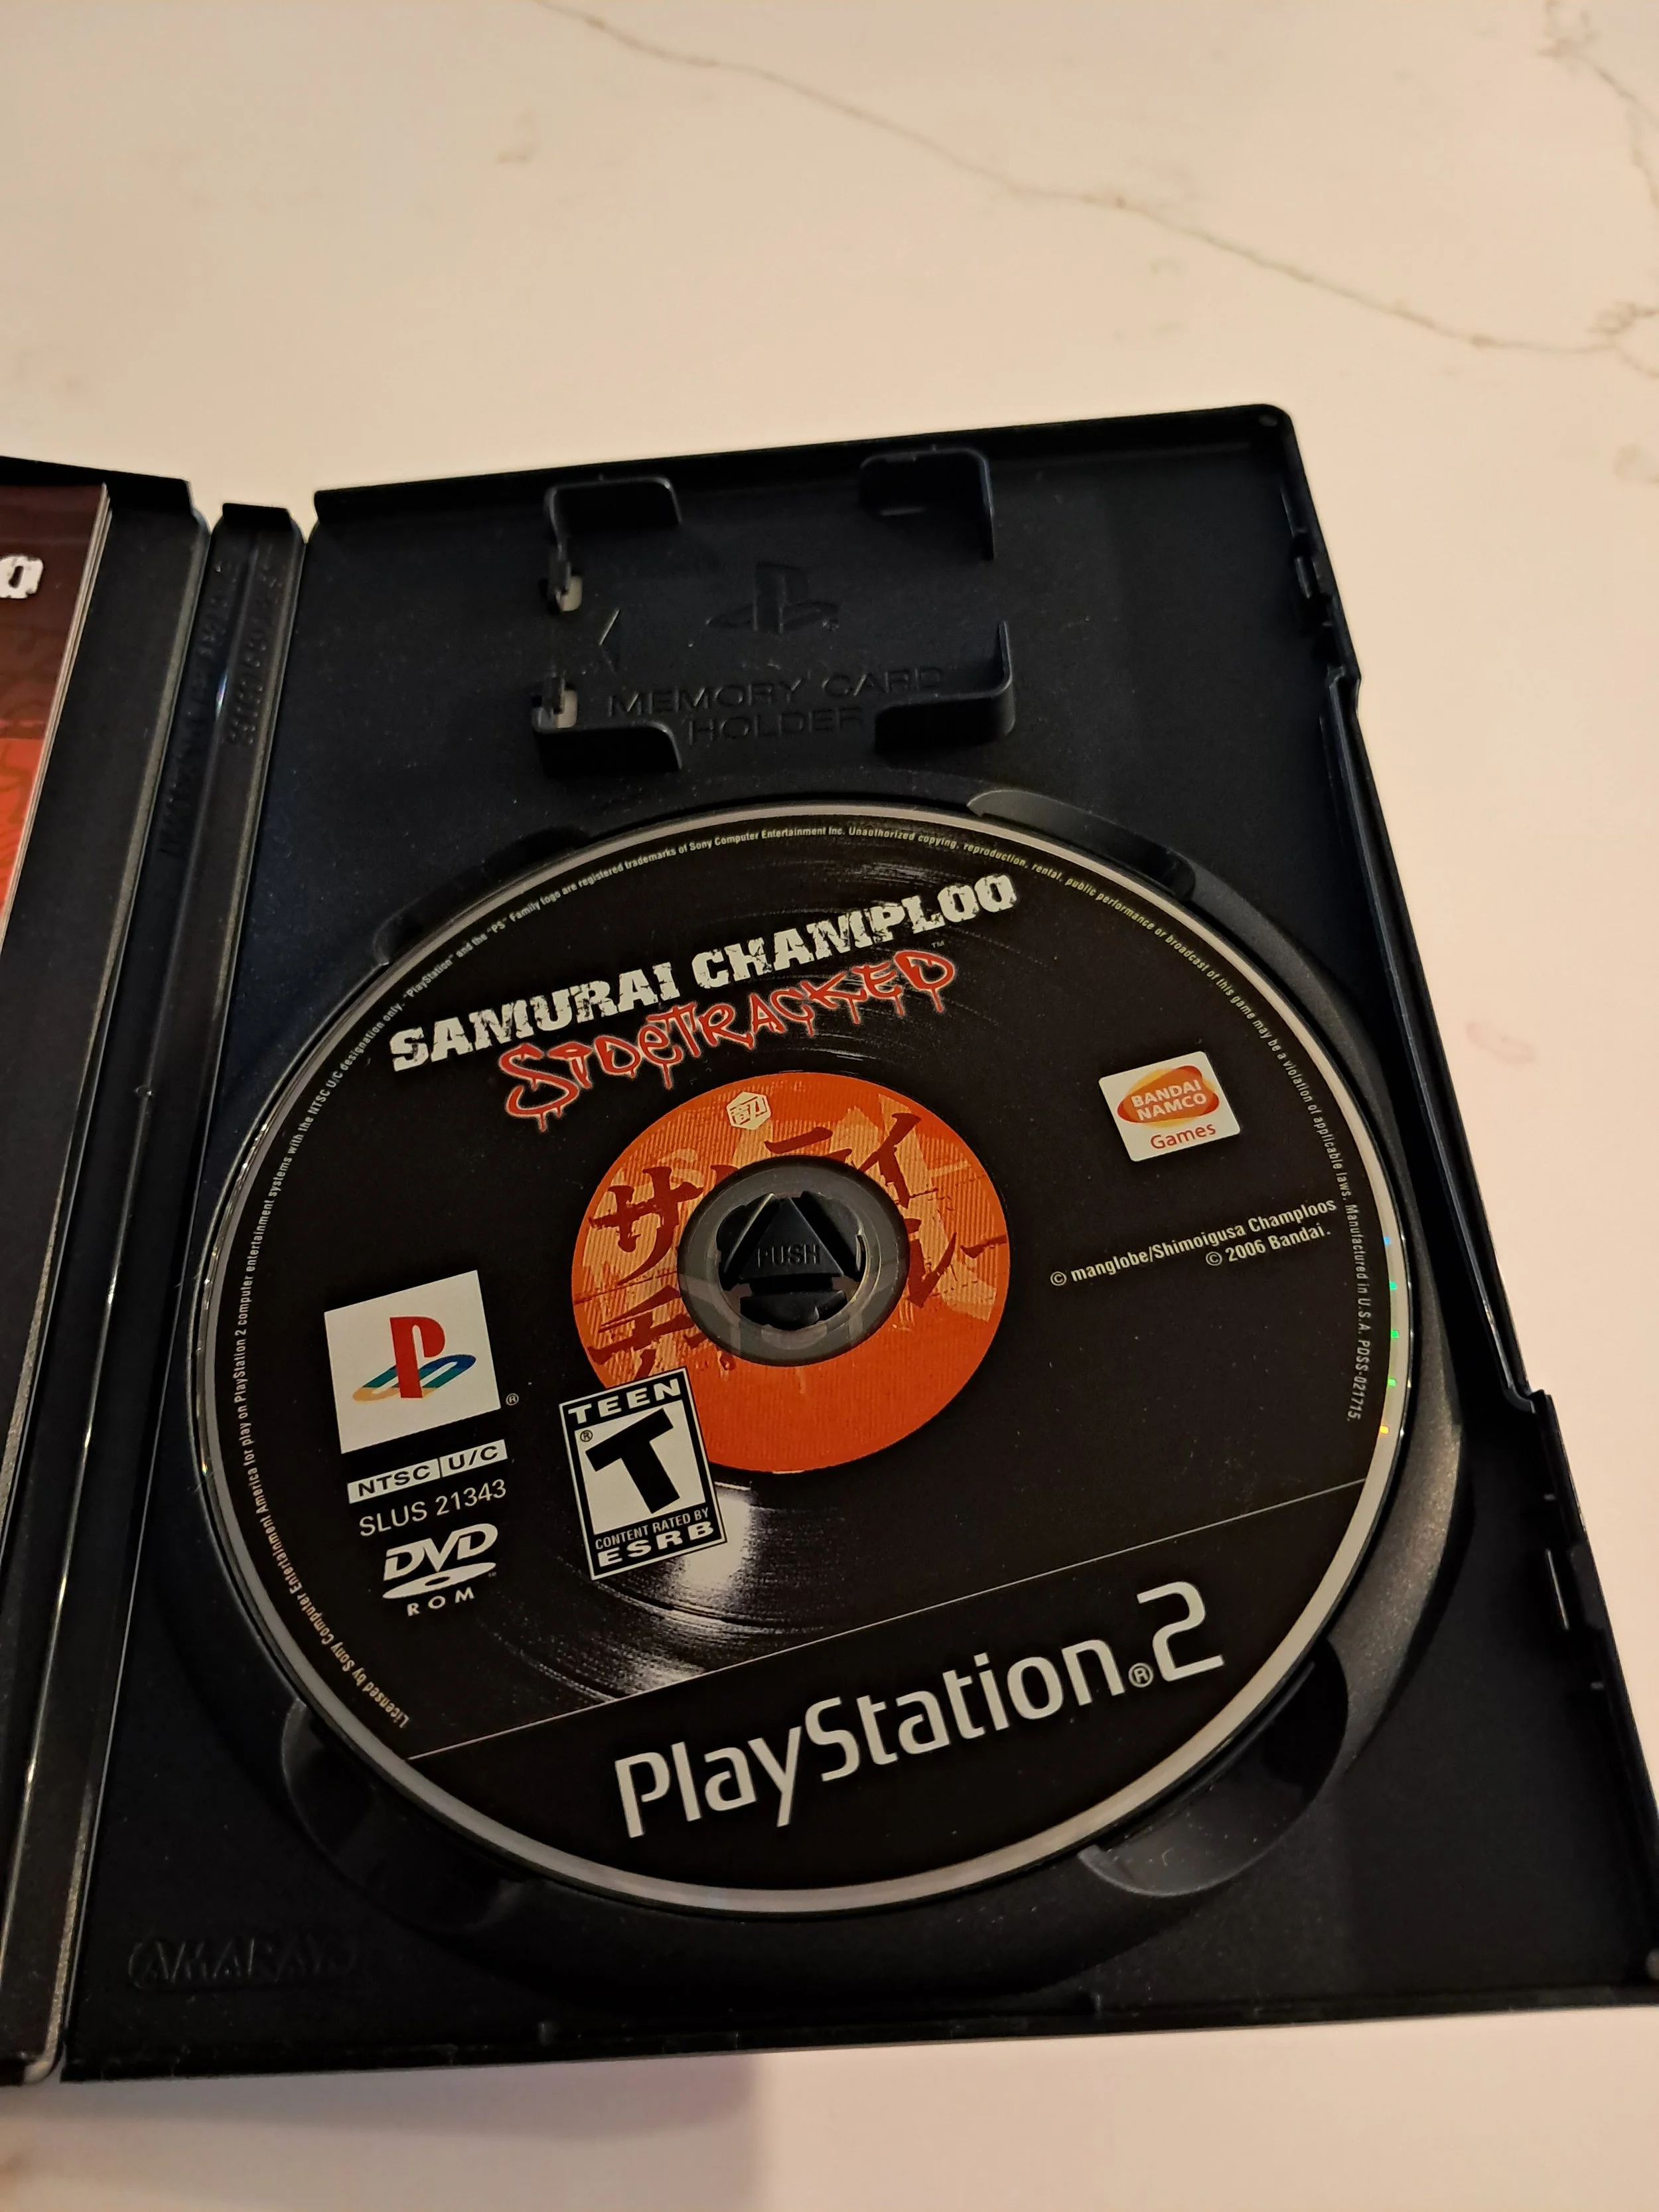 MEMORY CARD
HOLDER
Licensed by Sony Computer Entertainment America for play on PlayStation 2 computer entertainment systems with the NTSC U/C designation only. "PlayStation" and the "PS" Family logo are registered trademarks of Sony Computer Entertainment Inc. Unauthorized copying, reproduction, rental, public performance or broadcast of this game may be a violation of applicable laws. Manufactured in U.S.A. PDSS-021715.
SAMURAI CHAMPLOO
SIDETRACKED™
BANDAI
NAMCO
Games
PUSH
© manglobe/Shimoigusa Champloos
© 2006 Bandai.
®
NTSC U/C
SLUS 21343
DVD™
ROM
TEEN
T®
CONTENT RATED BY
ESRB
PlayStation®2
AMARAY